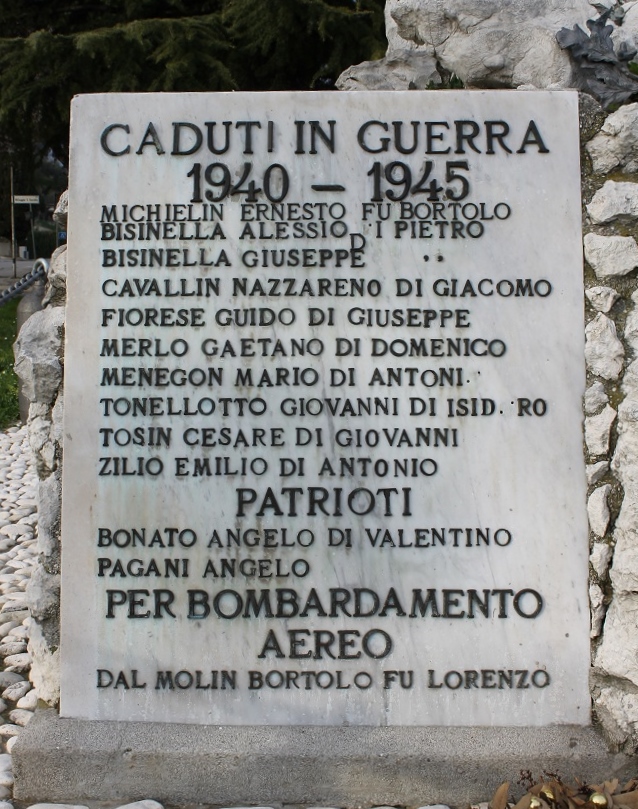 CADUTI IN GUERRA
1940 – 1945
MICHIELIN ERNESTO FU BORTOLO
BISINELLA ALESSIO DI PIETRO
BISINELLA GIUSEPPE "
CAVALLIN NAZZARENO DI GIACOMO
FIORESE GUIDO DI GIUSEPPE
MERLO GAETANO DI DOMENICO
MENEGON MARIO DI ANTONI
TONELLOTTO GIOVANNI DI ISID RO
TOSIN CESARE DI GIOVANNI
ZILIO EMILIO DI ANTONIO
PATRIOTI
BONATO ANGELO DI VALENTINO
PAGANI ANGELO
PER BOMBARDAMENTO
AEREO
DAL MOLIN BORTOLO FU LORENZO